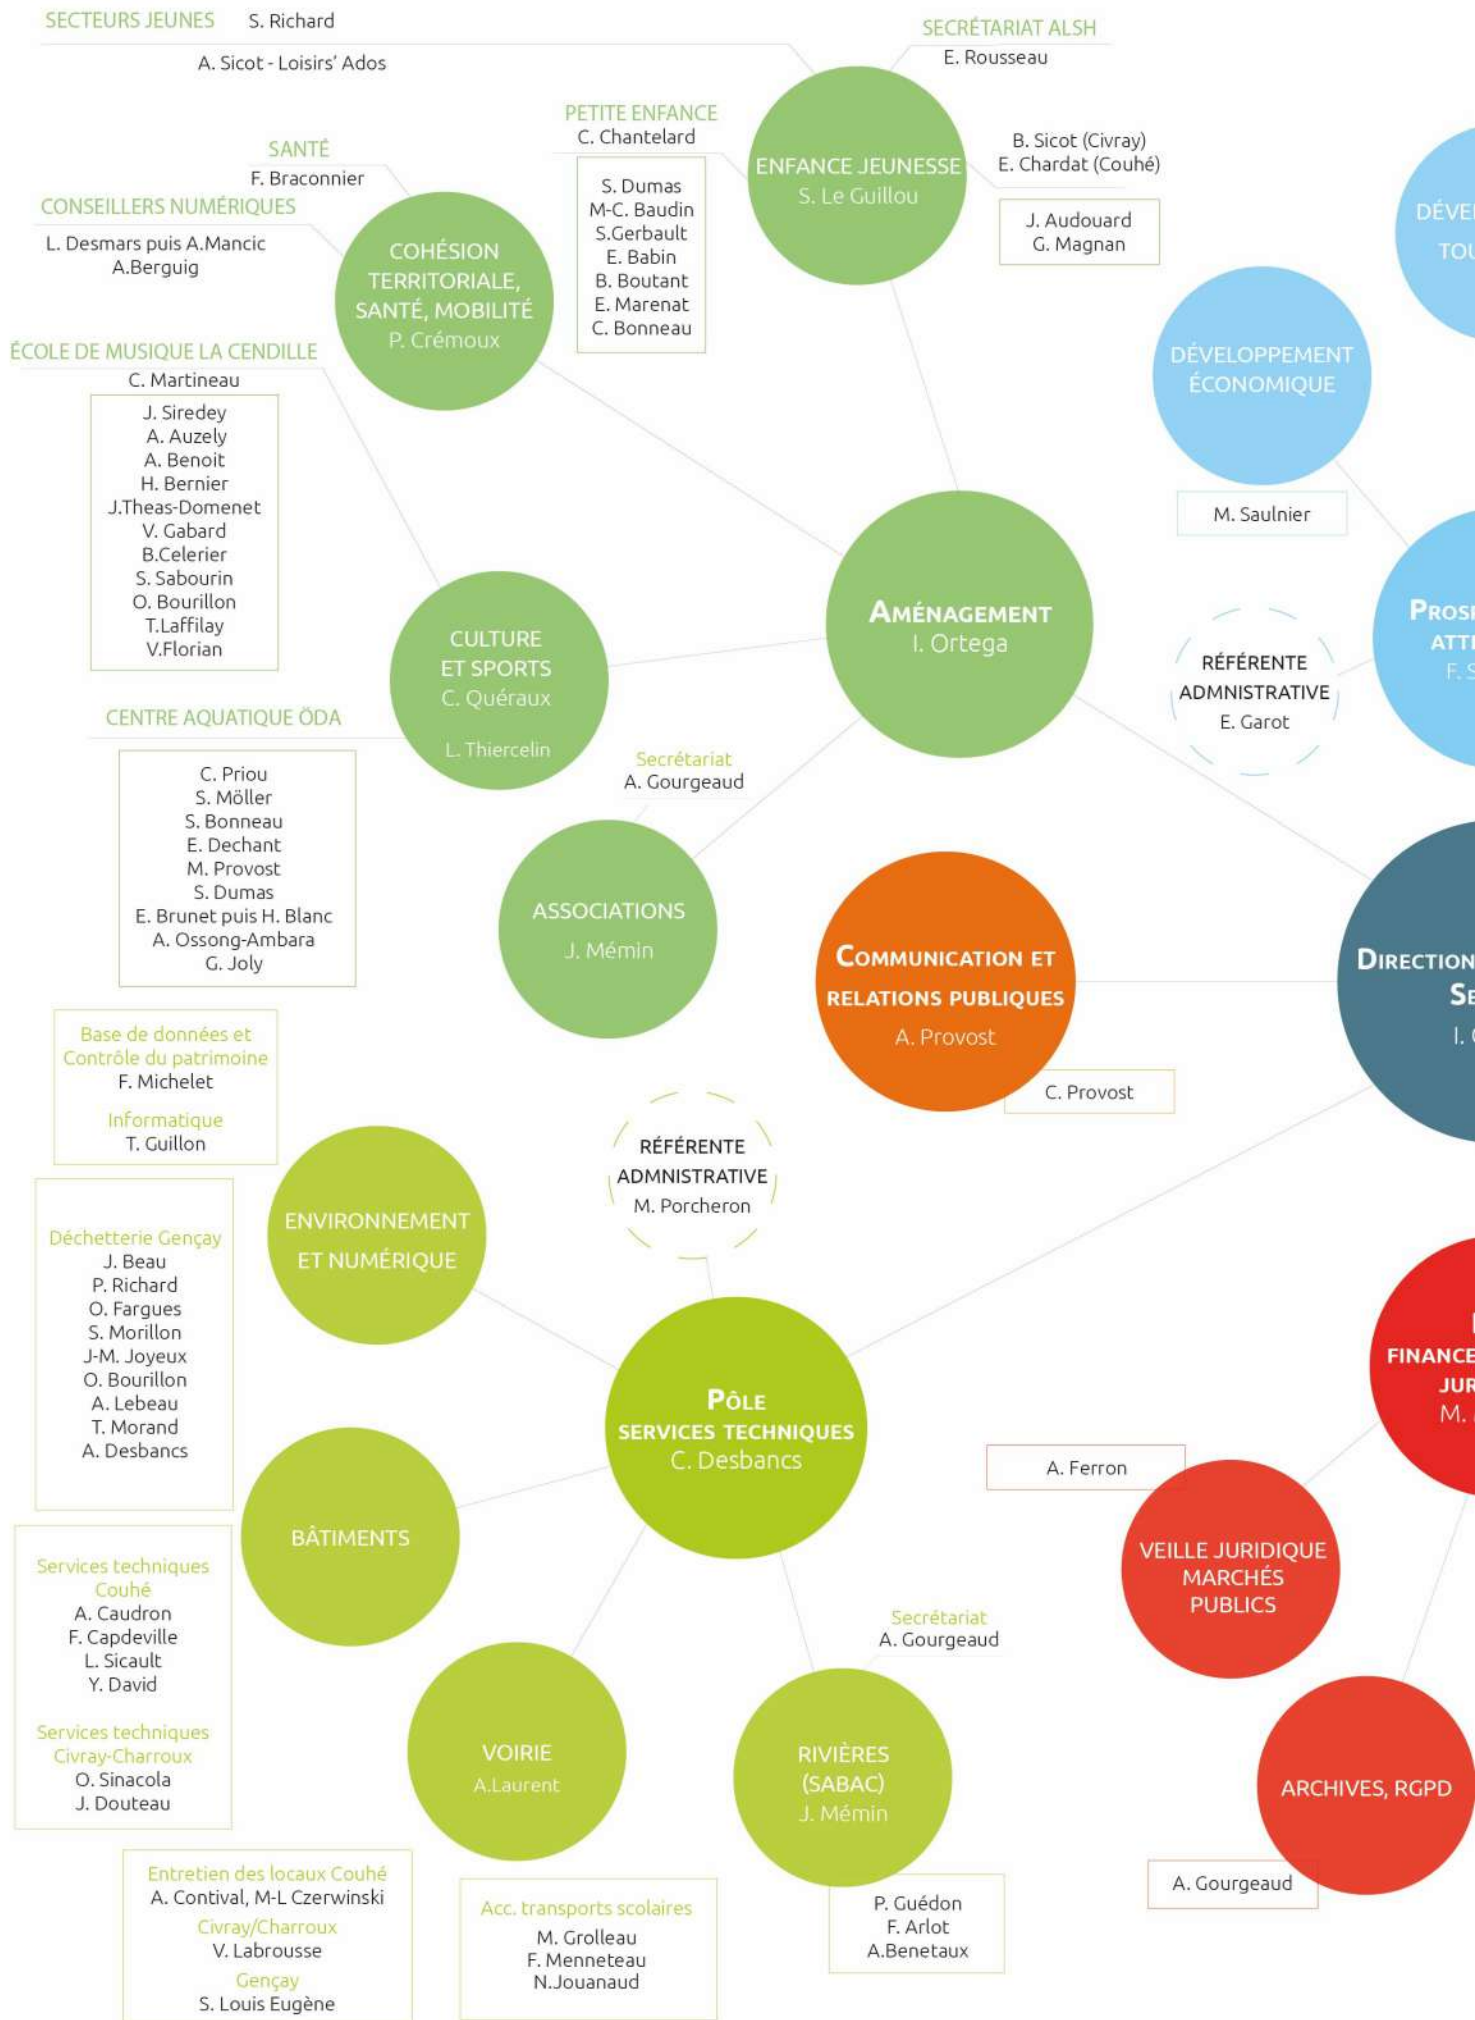 SECTEURS JEUNES S. Richard
A. Sicot - Loisirs' Ados
SECRÉTARIAT ALSH
E. Rousseau
PETITE ENFANCE
C. Chantelard
S. Dumas
M-C. Baudin
S.Gerbault
E. Babin
B. Boutant
E. Marenat
C. Bonneau
ENFANCE JEUNESSE
S. Le Guillou
B. Sicot (Civray)
E. Chardat (Couhé)
J. Audouard
G. Magnan
SANTÉ
F. Braconnier
CONSEILLERS NUMÉRIQUES
L. Desmars puis A.Mancic
A.Berguig
COHÉSION
TERRITORIALE,
SANTÉ, MOBILITÉ
P. Crémoux
ÉCOLE DE MUSIQUE LA CENDILLE
C. Martineau
J. Siredey
A. Auzely
A. Benoit
H. Bernier
J.Theas-Domenet
V. Gabard
B.Celerier
S. Sabourin
O. Bourillon
T.Laffilay
V.Florian
CULTURE
ET SPORTS
C. Quéraux
L. Thiercelin
CENTRE AQUATIQUE ÖDA
C. Priou
S. Möller
S. Bonneau
E. Dechant
M. Provost
S. Dumas
E. Brunet puis H. Blanc
A. Ossong-Ambara
G. Joly
AMÉNAGEMENT
I. Ortega
Secrétariat
A. Gourgeaud
ASSOCIATIONS
J. Mémin
DÉVELOPPEMENT
ÉCONOMIQUE
M. Saulnier
DÉVE
TOU
PROS
ATT
F. S
RÉFÉRENTE
ADMNISTRATIVE
E. Garot
COMMUNICATION ET
RELATIONS PUBLIQUES
A. Provost
C. Provost
DIRECTION
SE
I.
Base de données et
Contrôle du patrimoine
F. Michelet
Informatique
T. Guillon
ENVIRONNEMENT
ET NUMÉRIQUE
RÉFÉRENTE
ADMNISTRATIVE
M. Porcheron
Déchetterie Gençay
J. Beau
P. Richard
O. Fargues
S. Morillon
J-M. Joyeux
O. Bourillon
A. Lebeau
T. Morand
A. Desbancs
PÔLE
SERVICES TECHNIQUES
C. Desbancs
BÂTIMENTS
Services techniques
Couhé
A. Caudron
F. Capdeville
L. Sicault
Y. David
Services techniques
Civray-Charroux
O. Sinacola
J. Douteau
VOIRIE
A.Laurent
Secrétariat
A. Gourgeaud
RIVIÈRES
(SABAC)
J. Mémin
P. Guédon
F. Arlot
A.Benetaux
Entretien des locaux Couhé
A. Contival, M-L Czerwinski
Civray/Charroux
V. Labrousse
Gençay
S. Louis Eugène
Acc. transports scolaires
M. Grolleau
F. Menneteau
N.Jouanaud
FINANCE
JUR
M.
A. Ferron
VEILLE JURIDIQUE
MARCHÉS
PUBLICS
ARCHIVES, RGPD
A. Gourgeaud